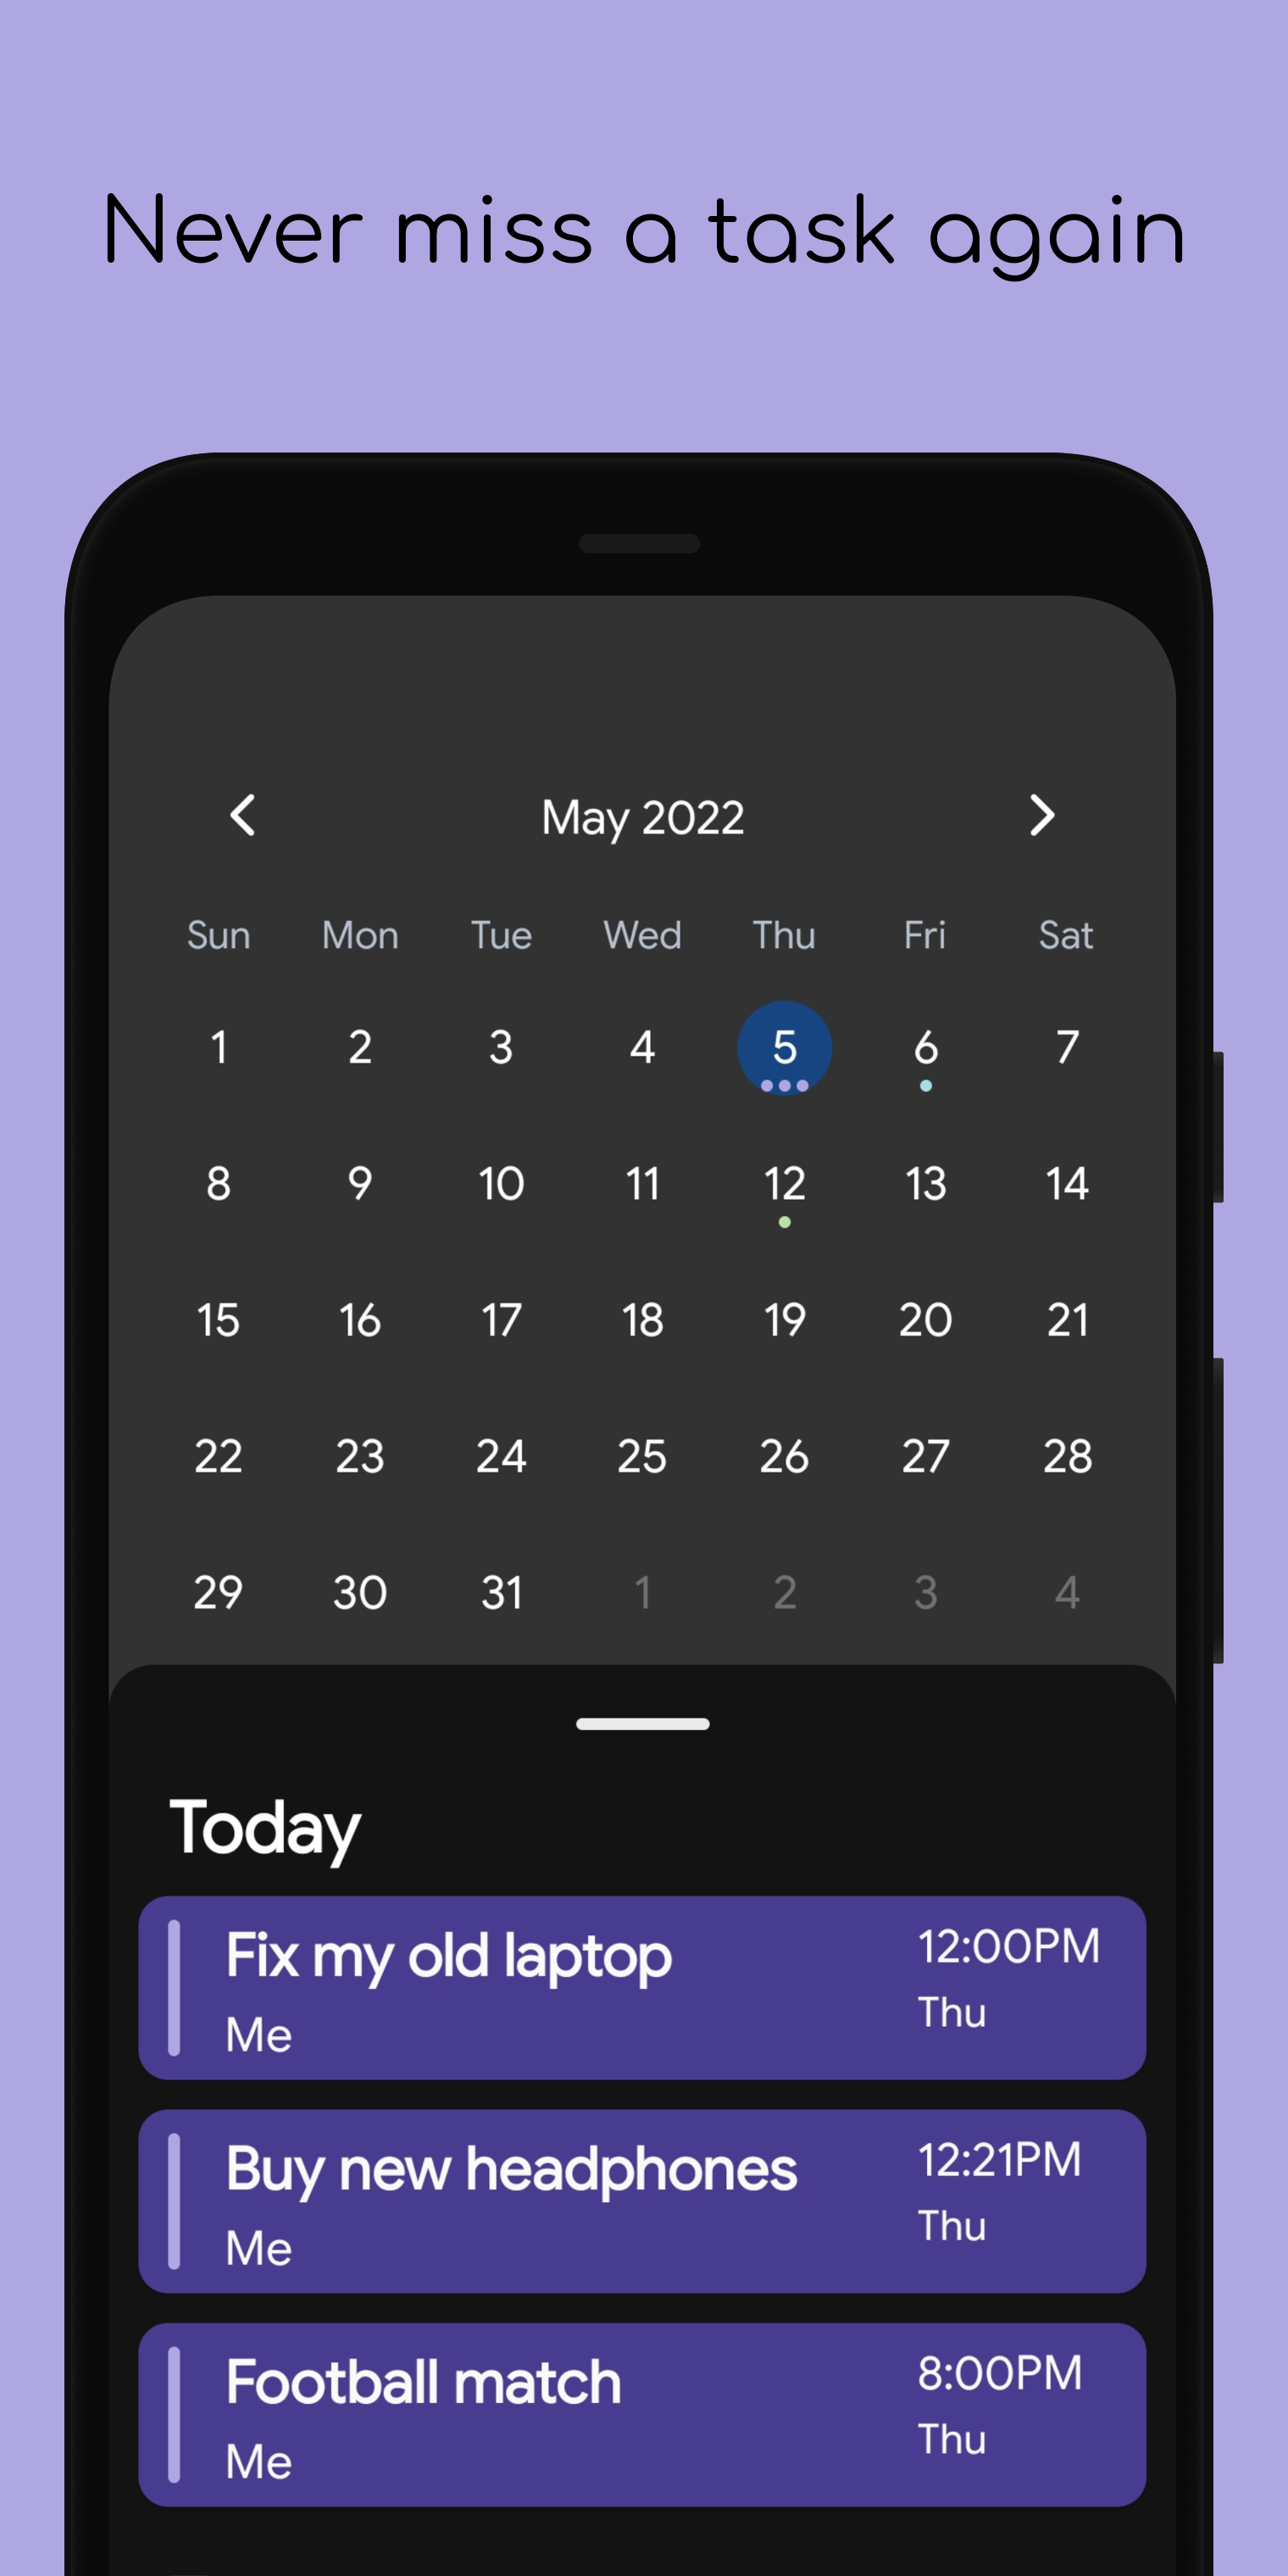 Never miss a task again
May 2022
Sun Mon Tue Wed Thu Fri Sat
1 2 3 4 5 6 7
8 9 10 11 12 13 14
15 16 17 18 19 20 21
22 23 24 25 26 27 28
29 30 31 1 2 3 4
Today
Fix my old laptop 12:00PM
Me Thu
Buy new headphones 12:21PM
Me Thu
Football match 8:00PM
Me Thu